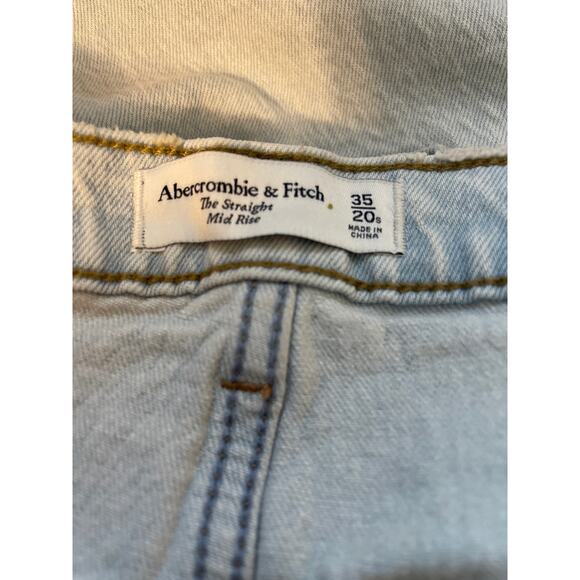 Abercrombie & Fitch
The Straight
Mid Rise
35
20s
MADE IN
CHINA